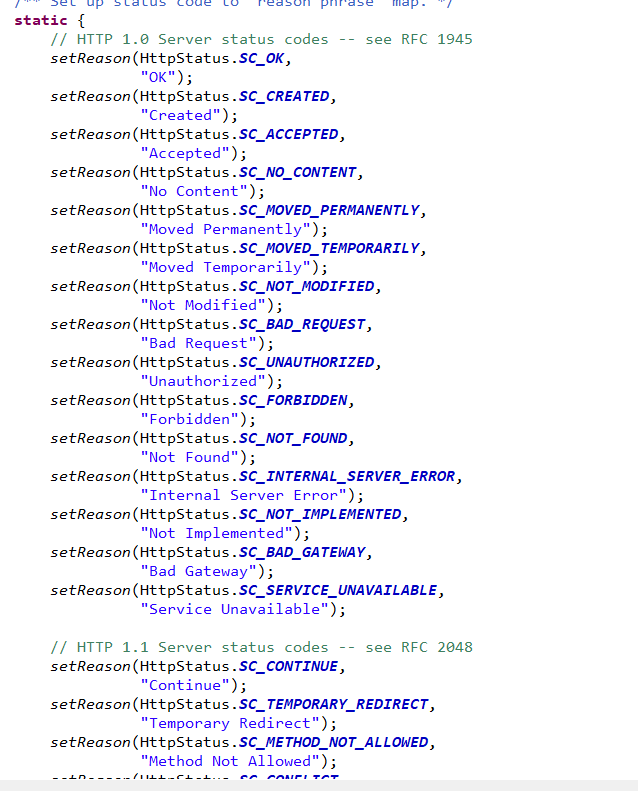 /** Set up status code to "reason phrase" map. */
static {
    // HTTP 1.0 Server status codes -- see RFC 1945
    setReason(HttpStatus.SC_OK,
              "OK");
    setReason(HttpStatus.SC_CREATED,
              "Created");
    setReason(HttpStatus.SC_ACCEPTED,
              "Accepted");
    setReason(HttpStatus.SC_NO_CONTENT,
              "No Content");
    setReason(HttpStatus.SC_MOVED_PERMANENTLY,
              "Moved Permanently");
    setReason(HttpStatus.SC_MOVED_TEMPORARILY,
              "Moved Temporarily");
    setReason(HttpStatus.SC_NOT_MODIFIED,
              "Not Modified");
    setReason(HttpStatus.SC_BAD_REQUEST,
              "Bad Request");
    setReason(HttpStatus.SC_UNAUTHORIZED,
              "Unauthorized");
    setReason(HttpStatus.SC_FORBIDDEN,
              "Forbidden");
    setReason(HttpStatus.SC_NOT_FOUND,
              "Not Found");
    setReason(HttpStatus.SC_INTERNAL_SERVER_ERROR,
              "Internal Server Error");
    setReason(HttpStatus.SC_NOT_IMPLEMENTED,
              "Not Implemented");
    setReason(HttpStatus.SC_BAD_GATEWAY,
              "Bad Gateway");
    setReason(HttpStatus.SC_SERVICE_UNAVAILABLE,
              "Service Unavailable");

    // HTTP 1.1 Server status codes -- see RFC 2048
    setReason(HttpStatus.SC_CONTINUE,
              "Continue");
    setReason(HttpStatus.SC_TEMPORARY_REDIRECT,
              "Temporary Redirect");
    setReason(HttpStatus.SC_METHOD_NOT_ALLOWED,
              "Method Not Allowed");
    setReason(HttpStatus.SC_CONFLICT,